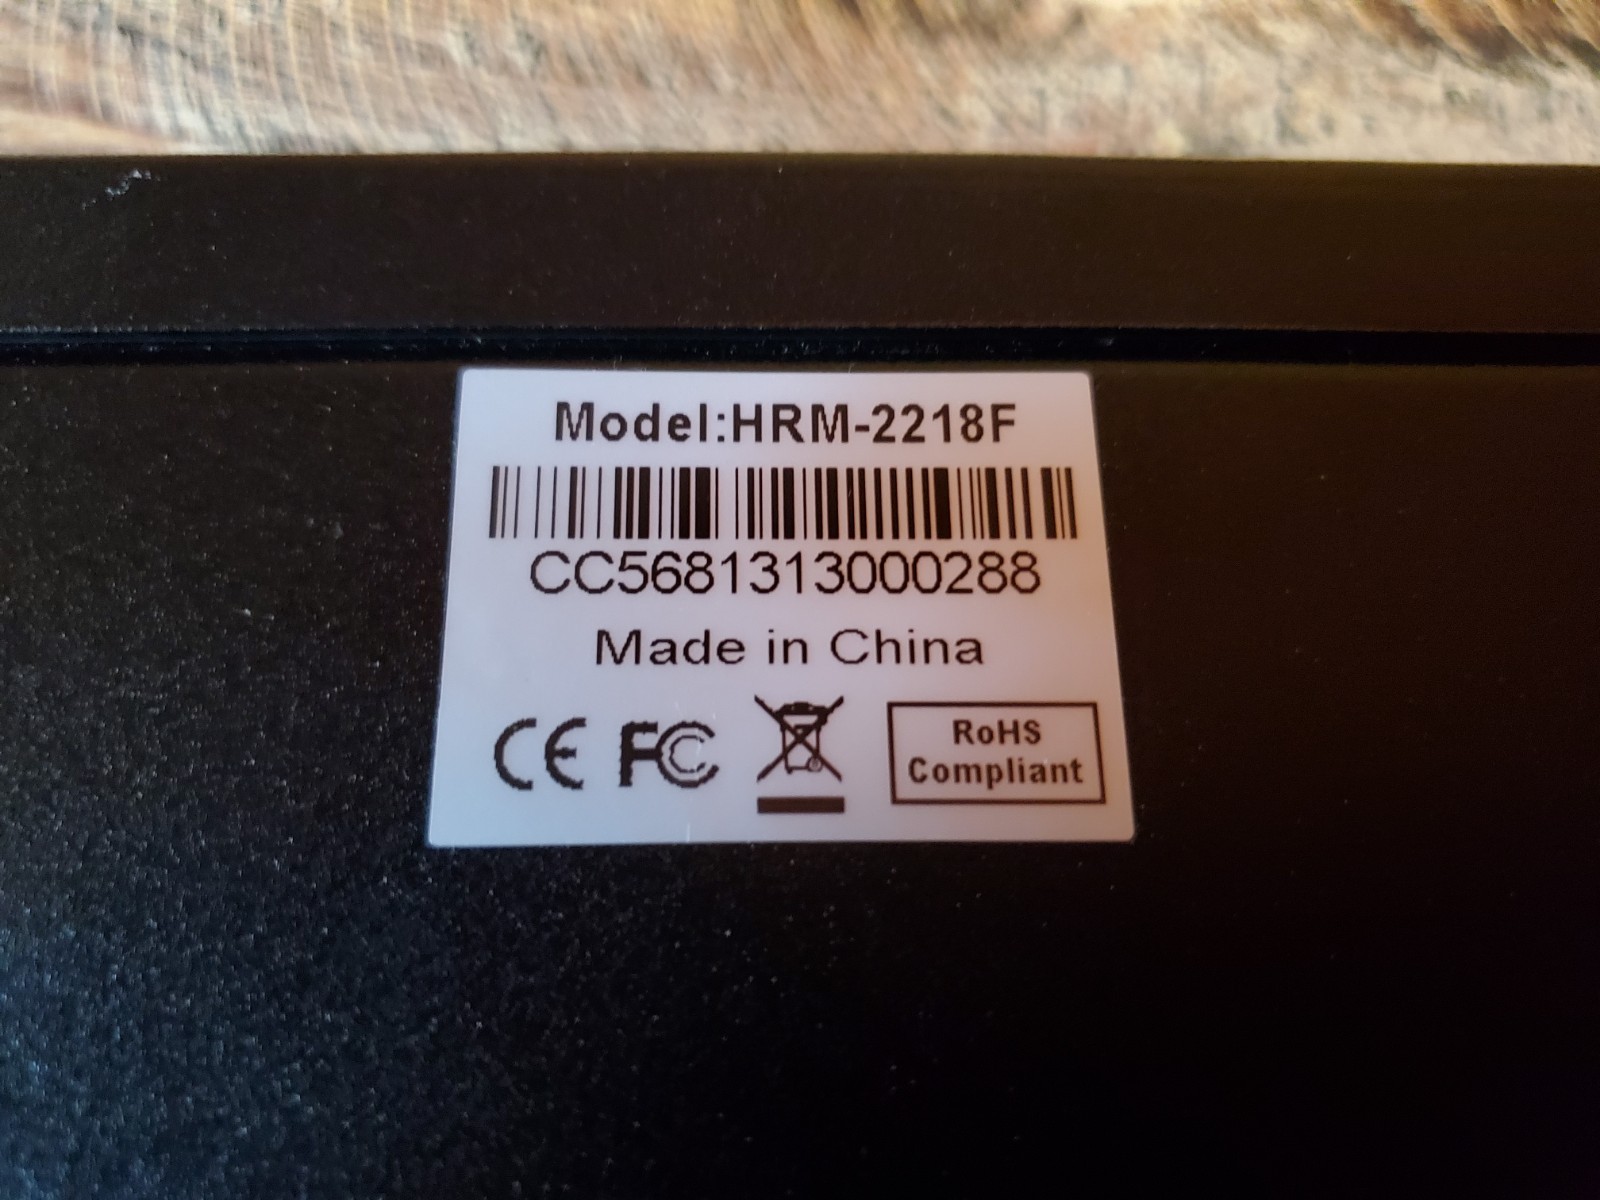 Model:HRM-2218F
CC5681313000288
Made in China
CE FC
RoHS
Compliant